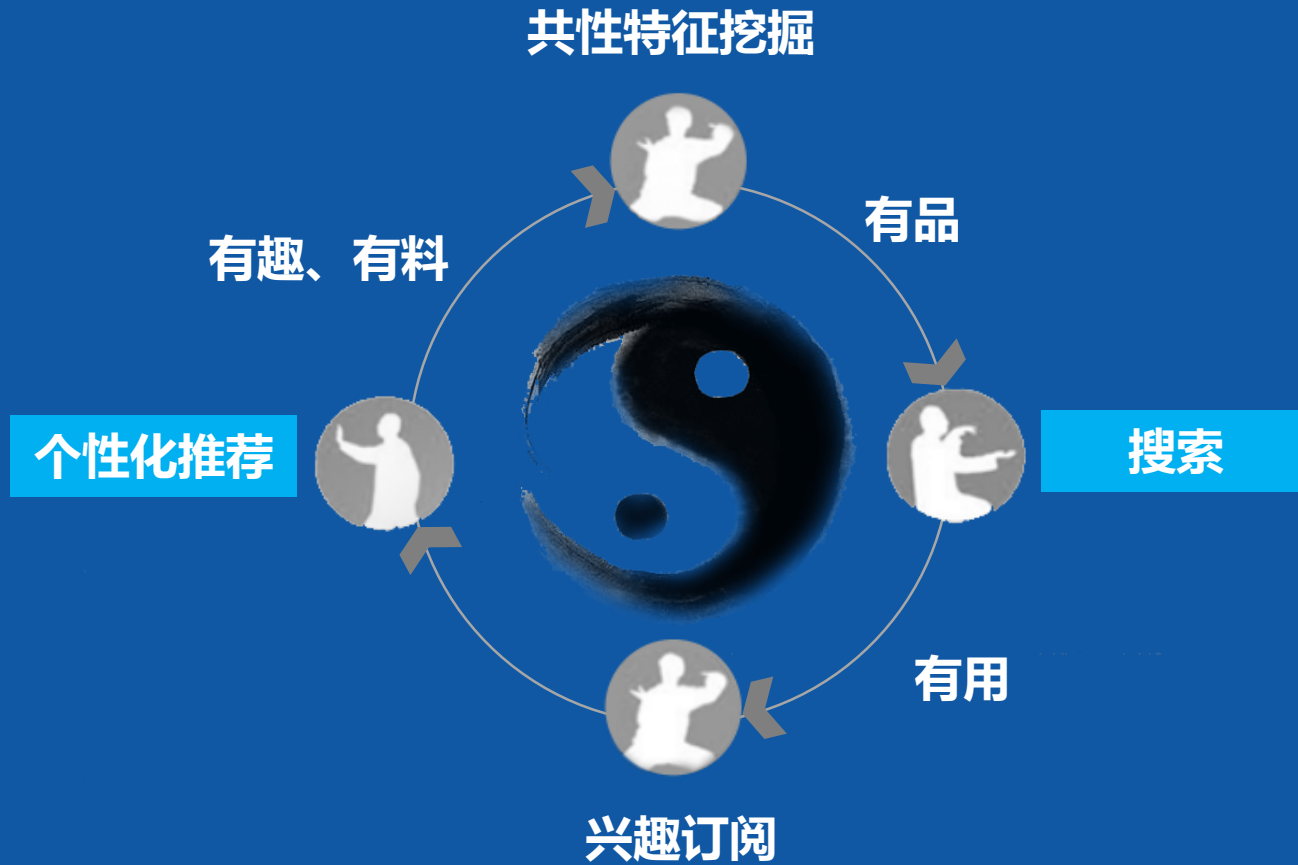 共性特征挖掘
有品
有趣、有料
个性化推荐
搜索
有用
兴趣订阅